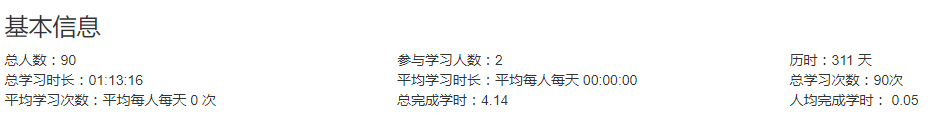 基本信息
总人数：90 参与学习人数：2 历时：311 天
总学习时长：01:13:16 平均学习时长：平均每人每天 00:00:00 总学习次数：90次
平均学习次数：平均每人每天 0 次 总完成学时：4.14 人均完成学时： 0.05